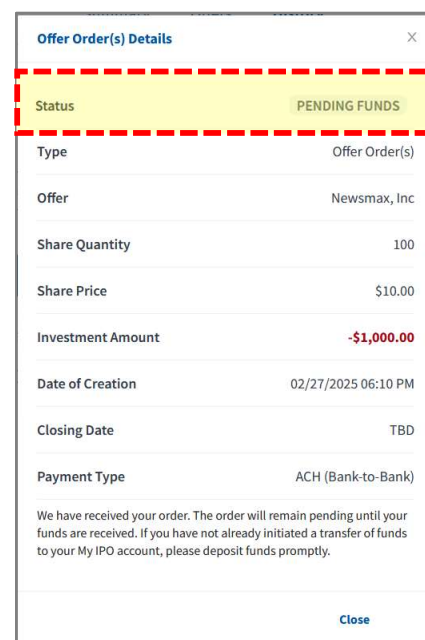 Offer Order(s) Details
Status PENDING FUNDS
Type Offer Order(s)
Offer Newsmax, Inc
Share Quantity 100
Share Price $10.00
Investment Amount -$1,000.00
Date of Creation 02/27/2025 06:10 PM
Closing Date TBD
Payment Type ACH (Bank-to-Bank)
We have received your order. The order will remain pending until your
funds are received. If you have not already initiated a transfer of funds
to your My IPO account, please deposit funds promptly.
Close